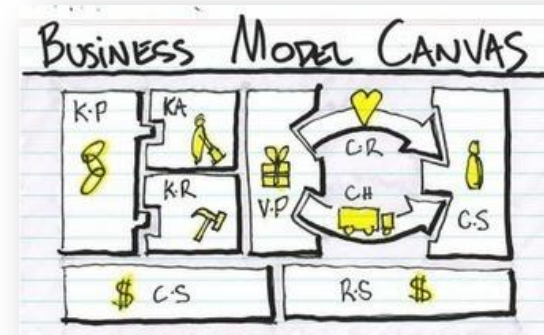 BUSINESS MODEL CANVAS
K·P
KA
K·R
V·P
C·R
CH
C·S
$ C·S
R·S $